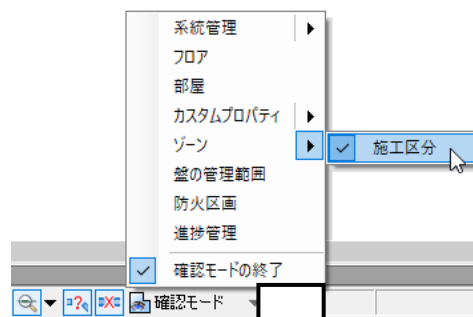 系統管理
フロア
部屋
カスタムプロパティ
ゾーン
施工区分
盤の管理範囲
防火区画
進捗管理
確認モードの終了
確認モード